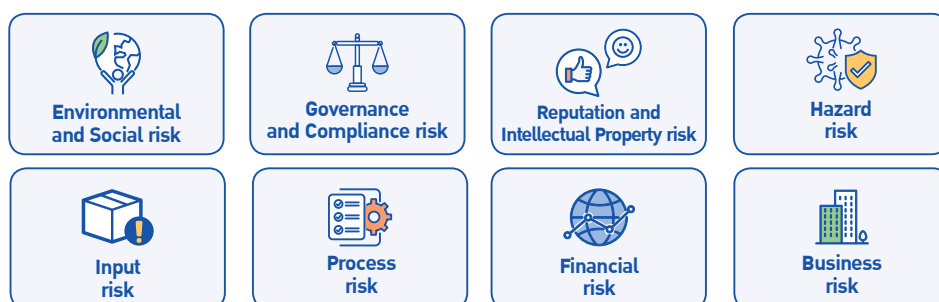 Environmental
and Social risk
Governance
and Compliance risk
Reputation and
Intellectual Property risk
Hazard
risk
Input
risk
Process
risk
Financial
risk
Business
risk